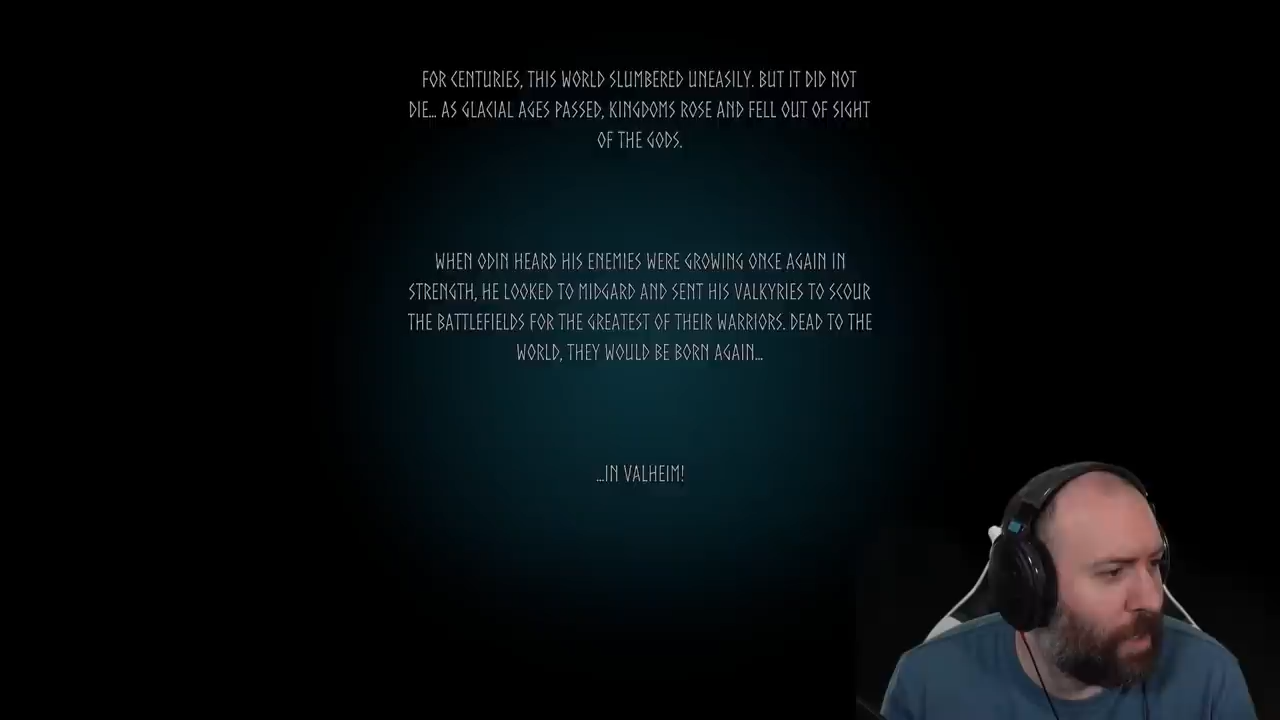 FOR CENTURIES, THIS WORLD SLUMBERED UNEASILY. BUT IT DID NOT
DIE... AS GLACIAL AGES PASSED, KINGDOMS ROSE AND FELL OUT OF SIGHT
OF THE GODS.
WHEN ODIN HEARD HIS ENEMIES WERE GROWING ONCE AGAIN IN
STRENGTH, HE LOOKED TO MIDGARD AND SENT HIS VALKYRIES TO SCOUR
THE BATTLEFIELDS FOR THE GREATEST OF THEIR WARRIORS. DEAD TO THE
WORLD, THEY WOULD BE BORN AGAIN...
...IN VALHEIM!